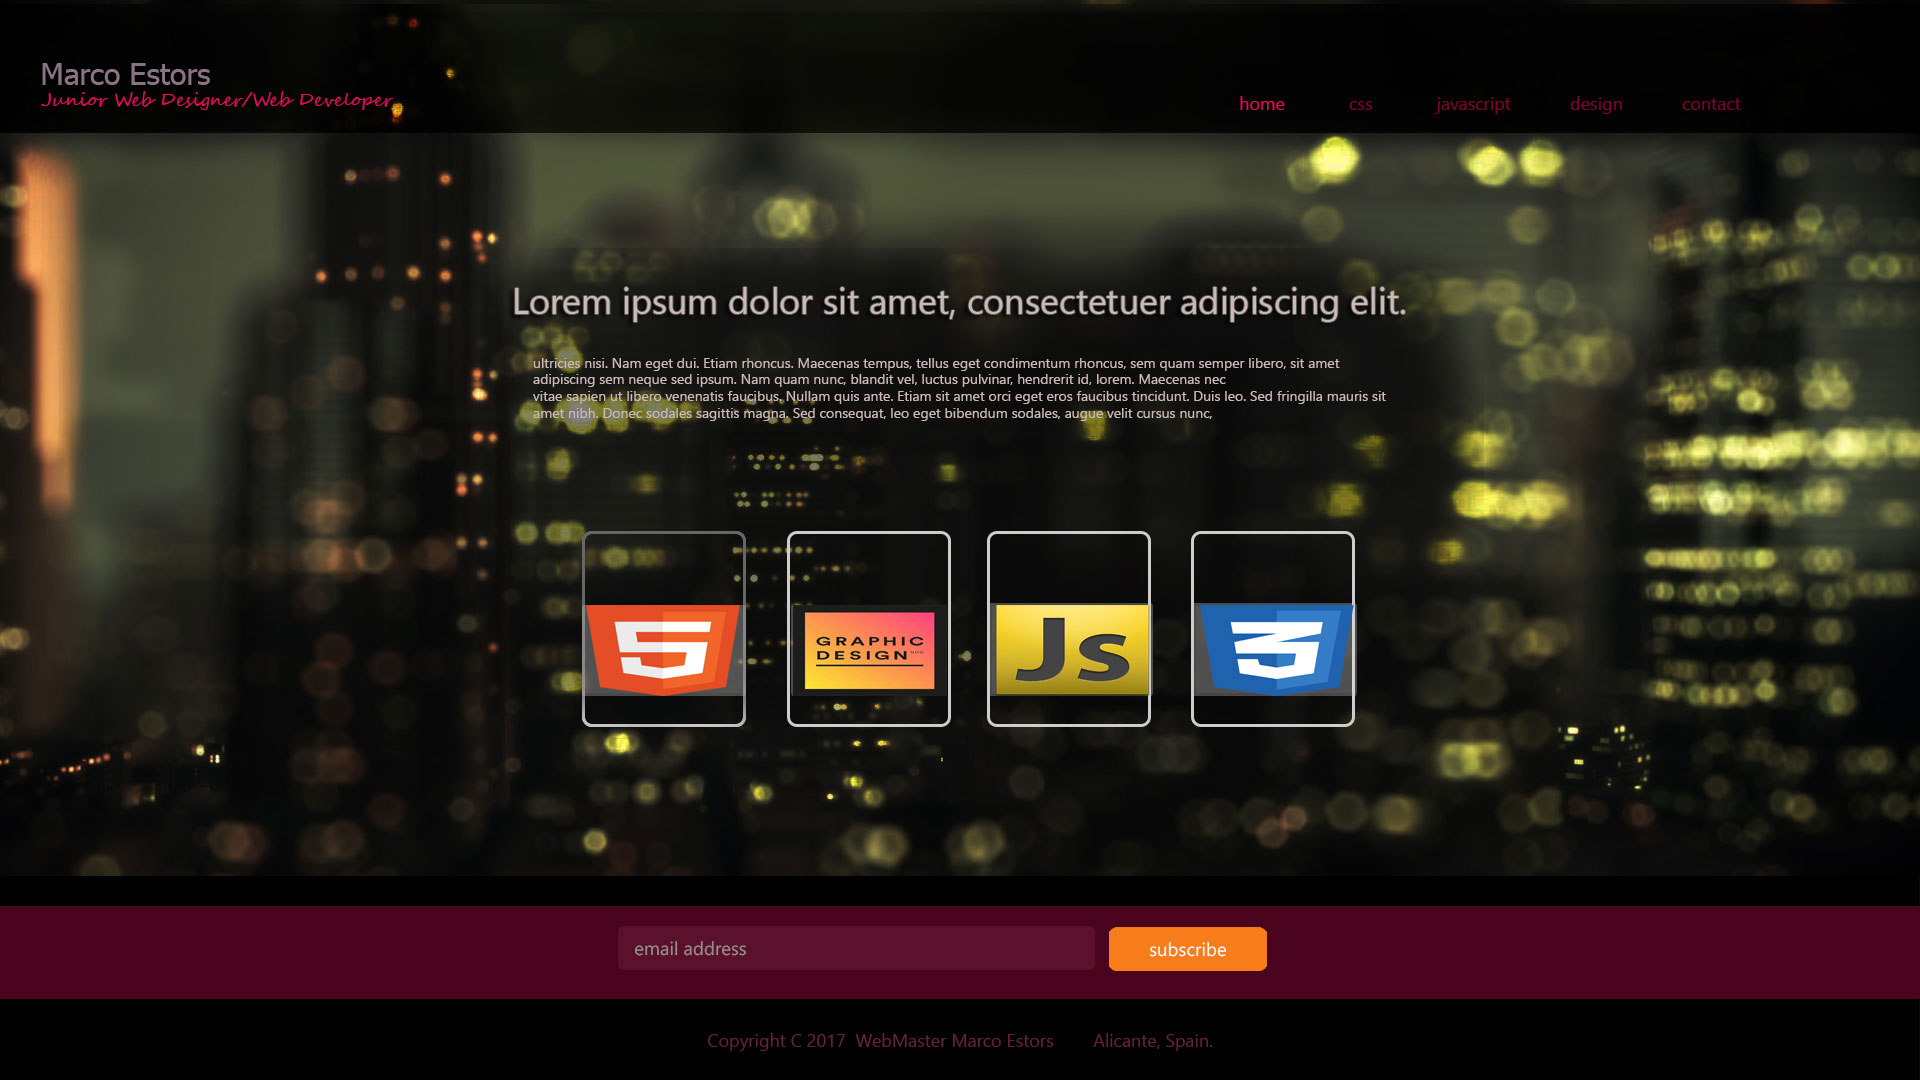 Marco Estors
Junior Web Designer/Web Developer
home css javascript design contact
Lorem ipsum dolor sit amet, consectetuer adipiscing elit.
ultricies nisi. Nam eget dui. Etiam rhoncus. Maecenas tempus, tellus eget condimentum rhoncus, sem quam semper libero, sit amet
adipiscing sem neque sed ipsum. Nam quam nunc, blandit vel, luctus pulvinar, hendrerit id, lorem. Maecenas nec
vitae sapien ut libero venenatis faucibus. Nullam quis ante. Etiam sit amet orci eget eros faucibus tincidunt. Duis leo. Sed fringilla mauris sit
amet nibh. Donec sodales sagittis magna. Sed consequat, leo eget bibendum sodales, augue velit cursus nunc,
5
GRAPHIC
DESIGN
JS
3
email address subscribe
Copyright C 2017 WebMaster Marco Estors Alicante, Spain.